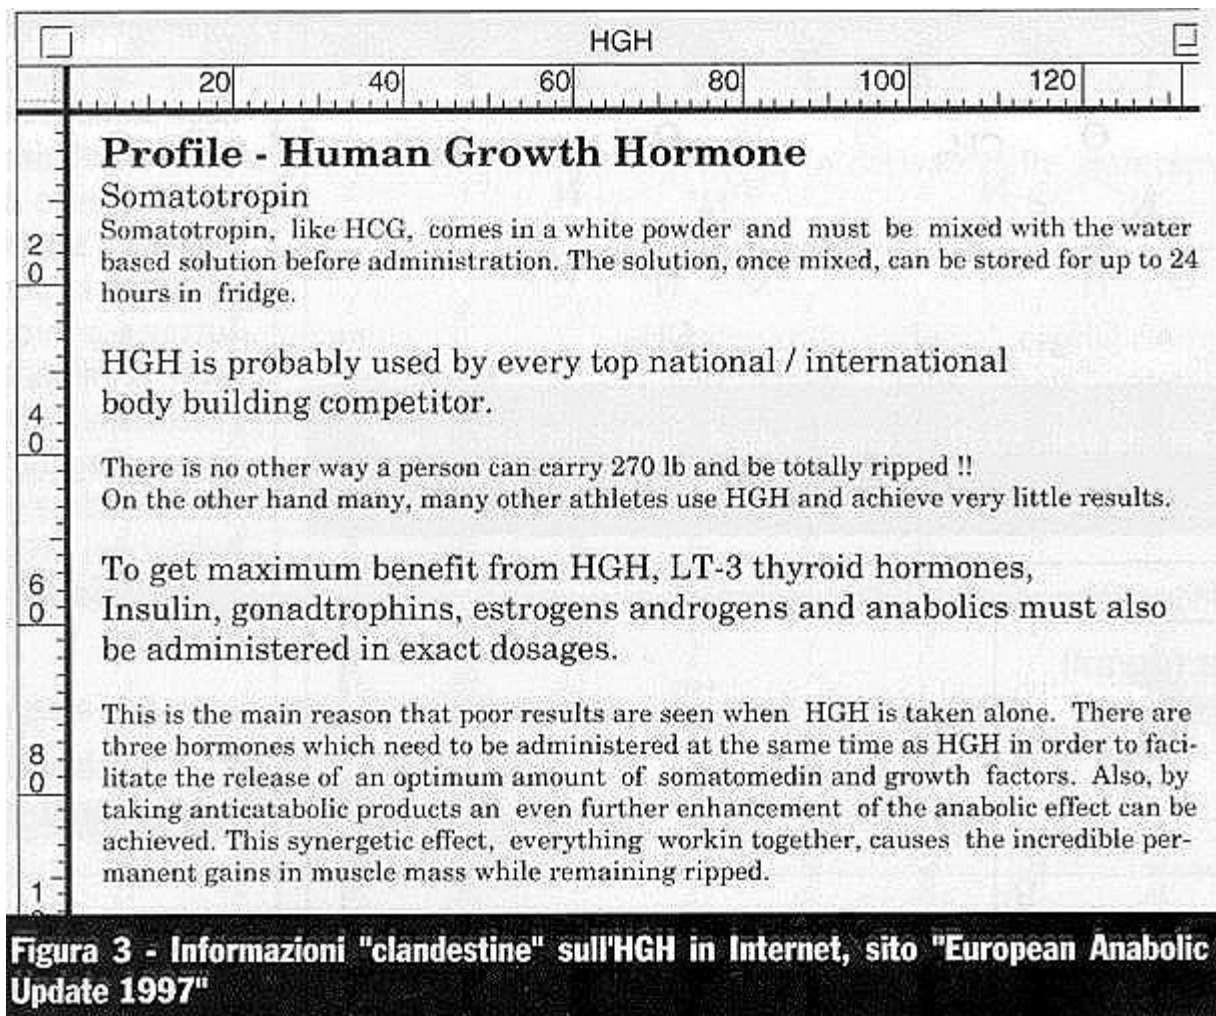 HGH
20 40 60 80 100 120
Profile - Human Growth Hormone
Somatotropin
Somatotropin, like HCG, comes in a white powder and must be mixed with the water
20
based solution before administration. The solution, once mixed, can be stored for up to 24
hours in fridge.
HGH is probably used by every top national / international
body building competitor.
40
There is no other way a person can carry 270 lb and be totally ripped !!
On the other hand many, many other athletes use HGH and achieve very little results.
To get maximum benefit from HGH, LT-3 thyroid hormones,
60
Insulin, gonadtrophins, estrogens androgens and anabolics must also
be administered in exact dosages.
This is the main reason that poor results are seen when HGH is taken alone. There are
80
three hormones which need to be administered at the same time as HGH in order to faci-
litate the release of an optimum amount of somatomedin and growth factors. Also, by
taking anticatabolic products an even further enhancement of the anabolic effect can be
achieved. This synergetic effect, everything workin together, causes the incredible per-
manent gains in muscle mass while remaining ripped.
1
Figura 3 - Informazioni "clandestine" sull'HGH in Internet, sito "European Anabolic
Update 1997"